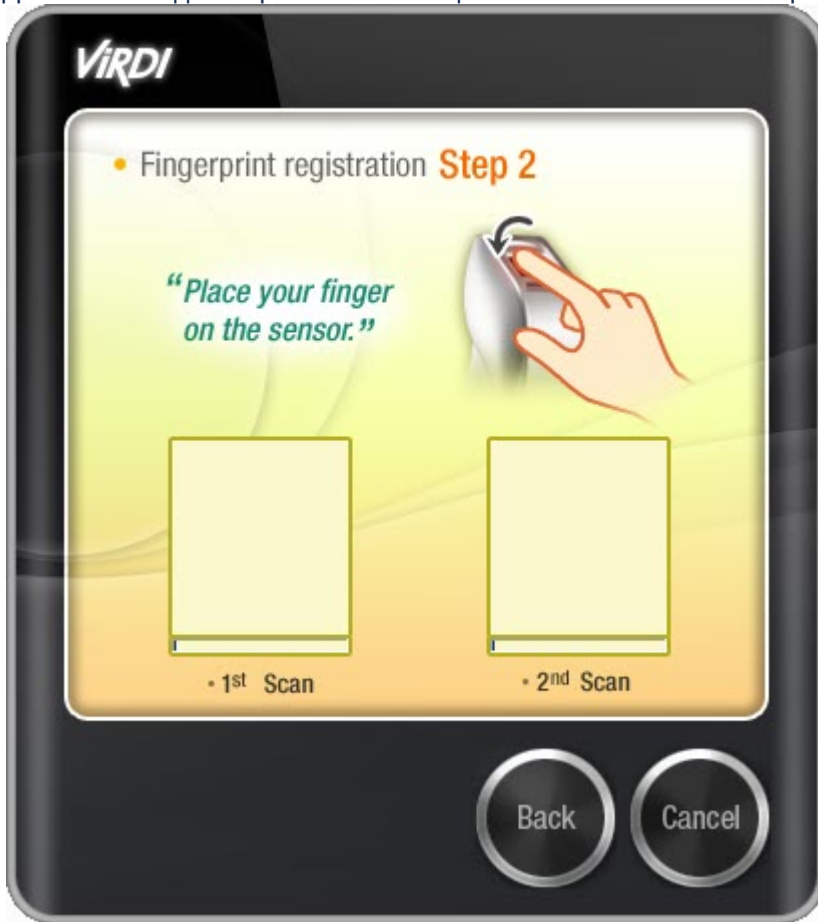 ViRDI
• Fingerprint registration Step 2
“Place your finger
on the sensor.”
• 1st Scan
• 2nd Scan
Back
Cancel